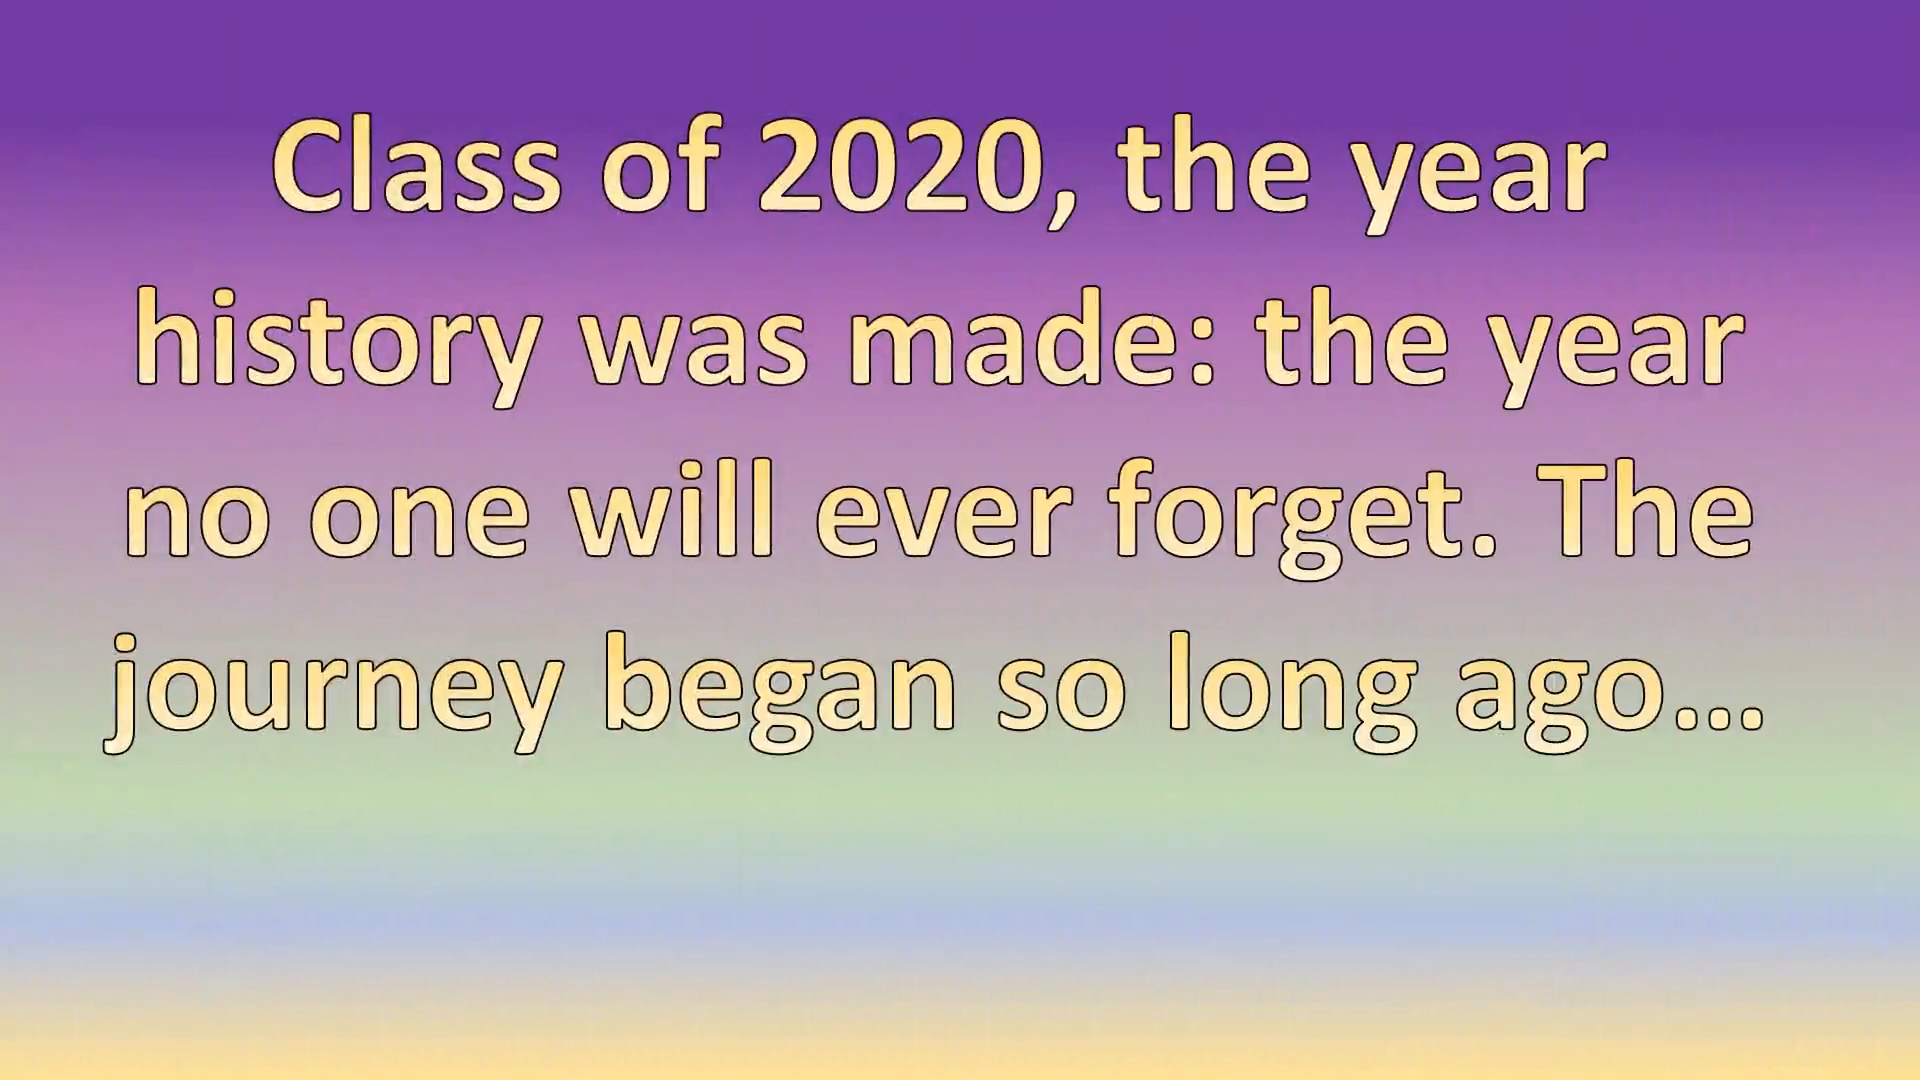 Class of 2020, the year
history was made: the year
no one will ever forget. The
journey began so long ago...